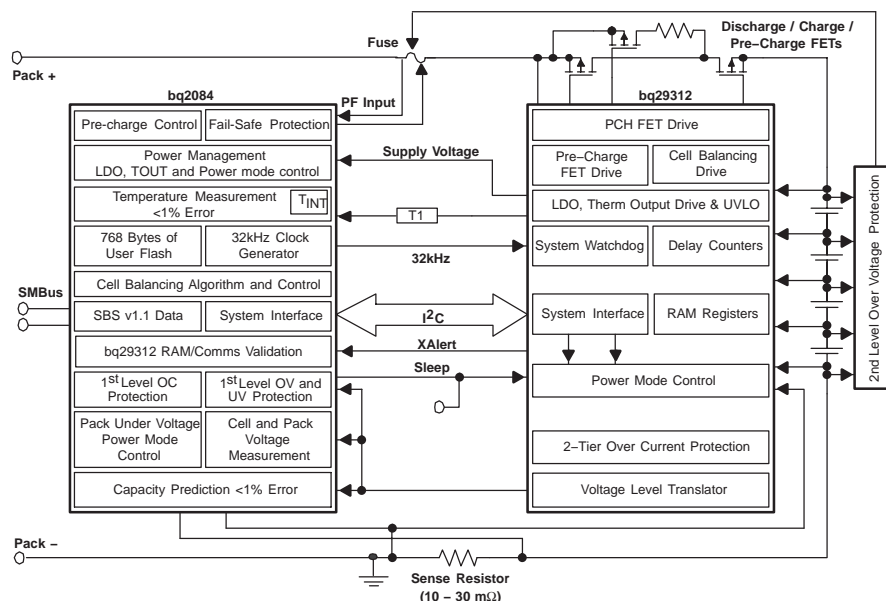 Discharge / Charge /
Pre–Charge FETs
Fuse
Pack +
bq2084
bq29312
PF Input
Pre-charge Control
Fail-Safe Protection
PCH FET Drive
Power Management
LDO, TOUT and Power mode control
Supply Voltage
Pre-Charge
FET Drive
Cell Balancing
Drive
Temperature Measurement
<1% Error
TINT
T1
LDO, Therm Output Drive & UVLO
768 Bytes of
User Flash
32kHz Clock
Generator
32kHz
System Watchdog
Delay Counters
2nd Level Over Voltage Protection
Cell Balancing Algorithm and Control
SMBus
SBS v1.1 Data
System Interface
I2C
System Interface
RAM Registers
bq29312 RAM/Comms Validation
XAlert
Sleep
1st Level OC
Protection
1st Level OV and
UV Protection
Power Mode Control
Pack Under Voltage
Power Mode
Control
Cell and Pack
Voltage
Measurement
2–Tier Over Current Protection
Capacity Prediction <1% Error
Voltage Level Translator
Pack –
Sense Resistor
(10 – 30 mΩ)